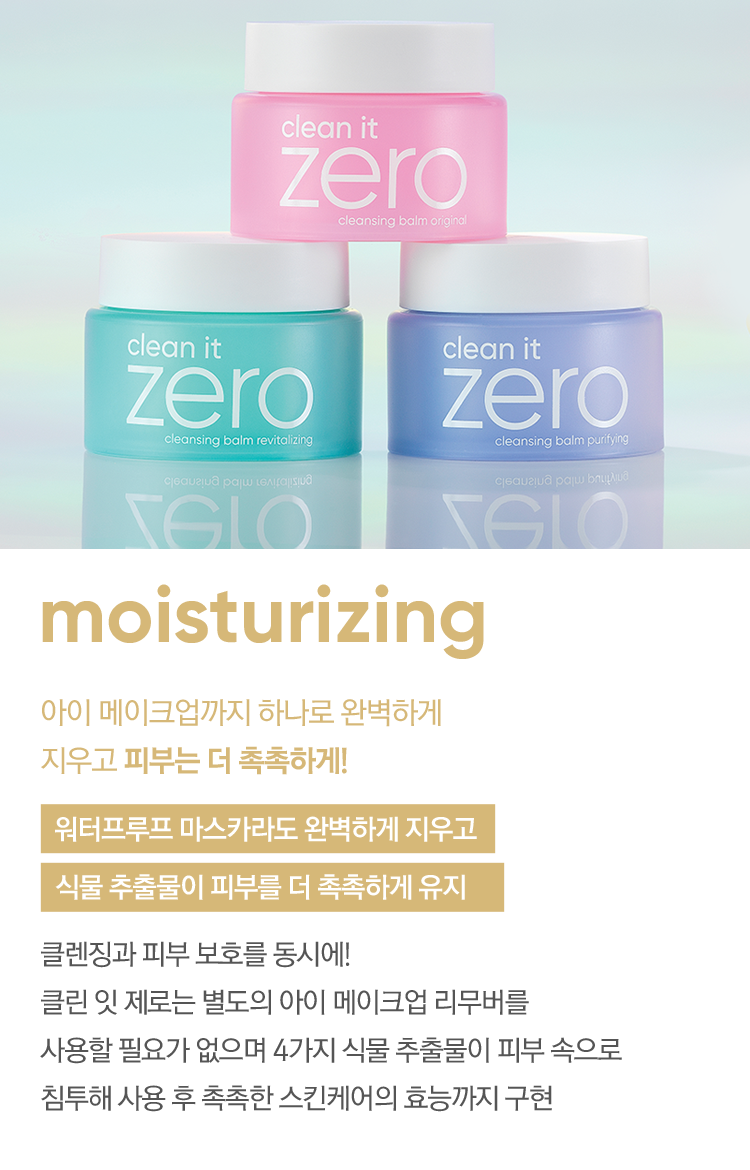 clean it
zero
cleansing balm original
clean it
zero
cleansing balm revitalizing
clean it
zero
cleansing balm purifying
moisturizing
아이 메이크업까지 하나로 완벽하게
지우고 피부는 더 촉촉하게!
워터프루프 마스카라도 완벽하게 지우고
식물 추출물이 피부를 더 촉촉하게 유지
클렌징과 피부 보호를 동시에!
클린 잇 제로는 별도의 아이 메이크업 리무버를
사용할 필요가 없으며 4가지 식물 추출물이 피부 속으로
침투해 사용 후 촉촉한 스킨케어의 효능까지 구현